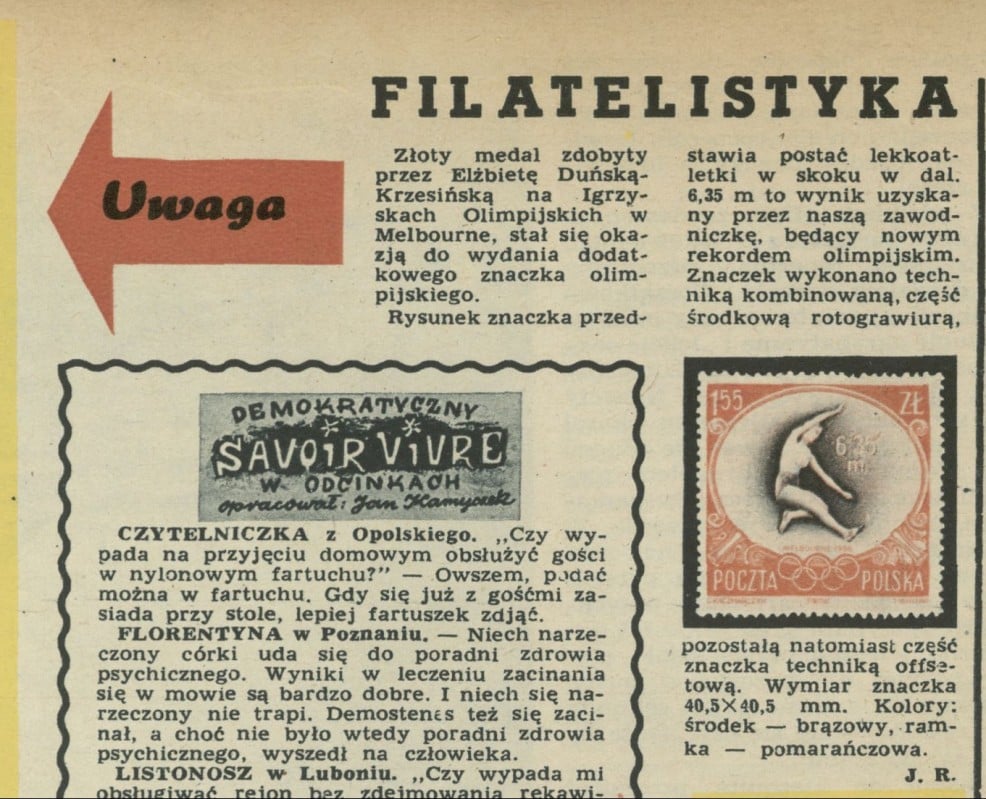 Uwaga
FILATELISTYKA
Złoty medal zdobyty
przez Elżbietę Duńską-
Krzesińską na Igrzy-
skach Olimpijskich w
Melbourne, stał się oka-
zją do wydania dodat-
kowego znaczka olim-
pijskiego.
Rysunek znaczka przed-
stawia postać lekkoat-
letki w skoku w dal.
6,35 m to wynik uzyska-
ny przez naszą zawod-
niczkę, będący nowym
rekordem olimpijskim.
Znaczek wykonano tech-
niką kombinowaną, część
środkową rotograwiurą,
155 ZŁ
6.35
m.
MELBOURNE 1956
POCZTA POLSKA
pozostałą natomiast część
znaczka techniką offse-
tową. Wymiar znaczka
40,5×40,5 mm. Kolory:
środek — brązowy, ram-
ka — pomarańczowa.
J. R.
DEMOKRATYCZNY
SAVOIR VIVRE
W ODCINKACH
opracował: Jan Kamyczek
CZYTELNICZKA z Opolskiego. „Czy wy-
pada na przyjęciu domowym obsłużyć gości
w nylonowym fartuchu?” — Owszem, podać
można w fartuchu. Gdy się już z gośćmi za-
siada przy stole, lepiej fartuszek zdjąć.
FLORENTYNA w Poznaniu. — Niech narze-
czony córki uda się do poradni zdrowia
psychicznego. Wyniki w leczeniu zacinania
się w mowie są bardzo dobre. I niech się na-
rzeczony nie trapi. Demostenes też się zaci-
nał, a choć nie było wtedy poradni zdrowia
psychicznego, wyszedł na człowieka.
LISTONOSZ w Luboniu. „Czy wypada mi
obsługiwać rejon bez zdejmowania rękawi-